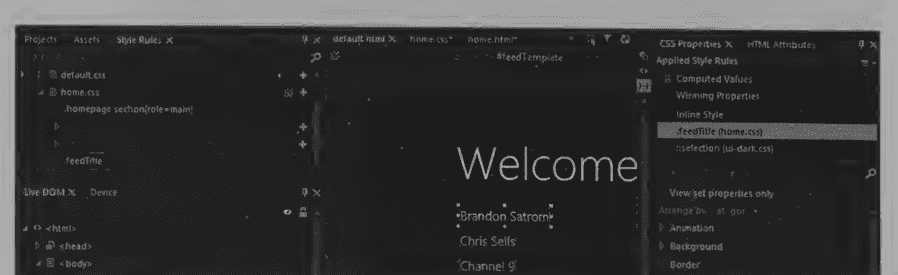 Projects Assets Style Rules
default.css
home.css
.homepage section[role=main]
.feedTitle
Live DOM Device
<html>
<head>
<body>
default.html home.css* home.html*
#feedTemplate
Welcome
Brandon Satrom
Chris Sells
Channel 9
CSS Properties HTML Attributes
Applied Style Rules
Computed Values
Winning Properties
Inline Style
.feedTitle (home.css)
::selection (ui-dark.css)
View set properties only
Arrange by:
Animation
Background
Border